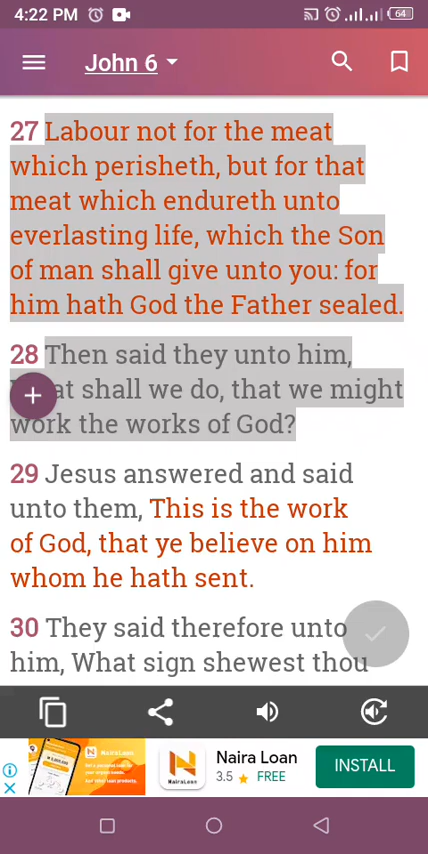 4:22 PM
64
John 6
27 Labour not for the meat
which perisheth, but for that
meat which endureth unto
everlasting life, which the Son
of man shall give unto you: for
him hath God the Father sealed.
28 Then said they unto him,
shall we do, that we might
work the works of God?
29 Jesus answered and said
unto them, This is the work
of God, that ye believe on him
whom he hath sent.
30 They said therefore unto
him, What sign shewest thou
NairaLoan
NairaLoan
Naira Loan
3.5 ★ FREE
INSTALL